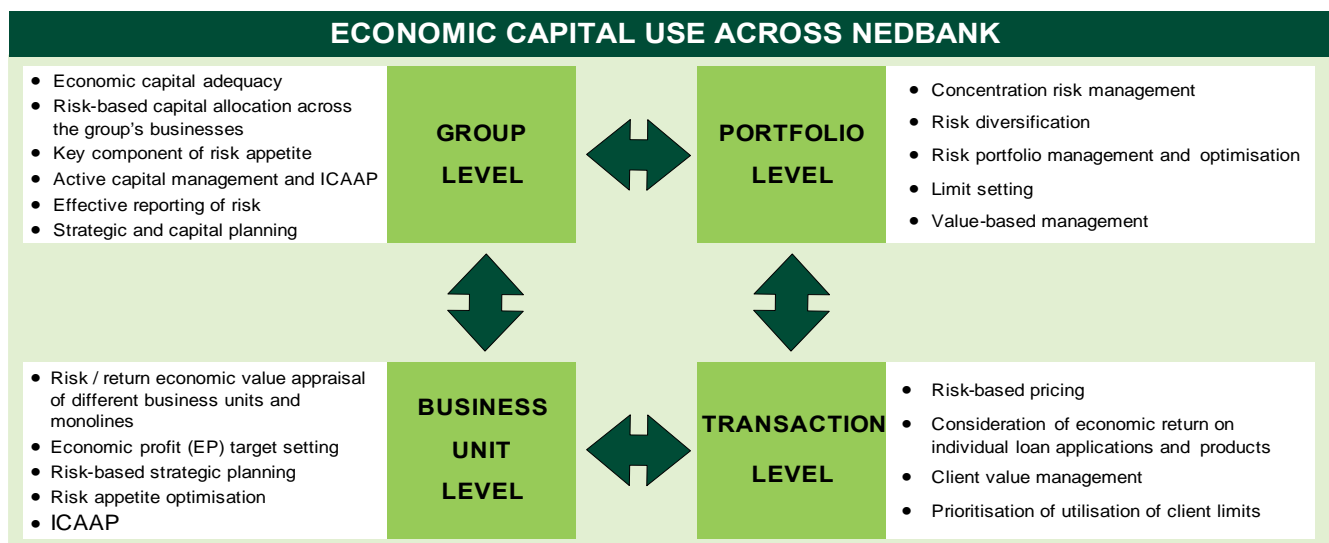 ECONOMIC CAPITAL USE ACROSS NEDBANK
• Economic capital adequacy
• Risk-based capital allocation across
the group's businesses
• Key component of risk appetite
• Active capital management and ICAAP
• Effective reporting of risk
• Strategic and capital planning
GROUP
LEVEL
PORTFOLIO
LEVEL
• Concentration risk management
• Risk diversification
• Risk portfolio management and optimisation
• Limit setting
• Value-based management
• Risk / return economic value appraisal
of different business units and
monolines
• Economic profit (EP) target setting
• Risk-based strategic planning
• Risk appetite optimisation
• ICAAP
BUSINESS
UNIT
LEVEL
TRANSACTION
LEVEL
• Risk-based pricing
• Consideration of economic return on
individual loan applications and products
• Client value management
• Prioritisation of utilisation of client limits